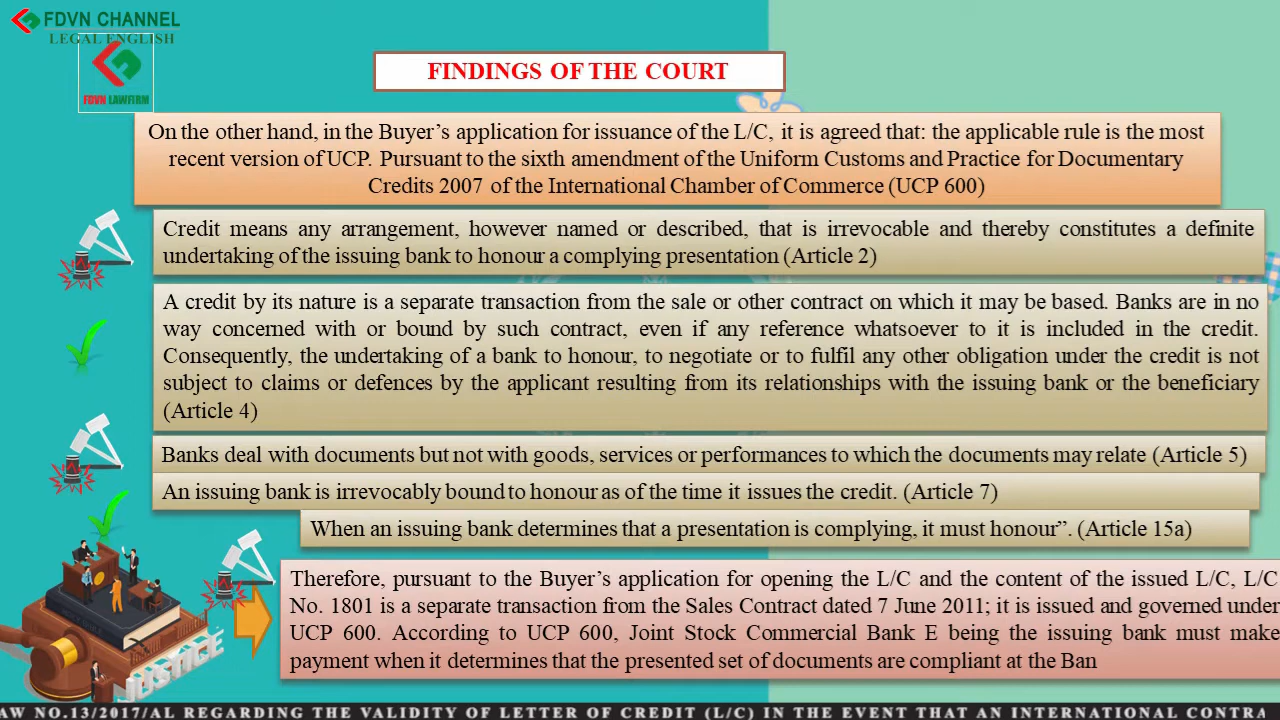 FDVN CHANNEL
LEGAL ENGLISH
FDVN LAWFIRM
FINDINGS OF THE COURT
On the other hand, in the Buyer’s application for issuance of the L/C, it is agreed that: the applicable rule is the most
recent version of UCP. Pursuant to the sixth amendment of the Uniform Customs and Practice for Documentary
Credits 2007 of the International Chamber of Commerce (UCP 600)
Credit means any arrangement, however named or described, that is irrevocable and thereby constitutes a definite
undertaking of the issuing bank to honour a complying presentation (Article 2)
A credit by its nature is a separate transaction from the sale or other contract on which it may be based. Banks are in no
way concerned with or bound by such contract, even if any reference whatsoever to it is included in the credit.
Consequently, the undertaking of a bank to honour, to negotiate or to fulfil any other obligation under the credit is not
subject to claims or defences by the applicant resulting from its relationships with the issuing bank or the beneficiary
(Article 4)
Banks deal with documents but not with goods, services or performances to which the documents may relate (Article 5)
An issuing bank is irrevocably bound to honour as of the time it issues the credit. (Article 7)
When an issuing bank determines that a presentation is complying, it must honour”. (Article 15a)
Therefore, pursuant to the Buyer’s application for opening the L/C and the content of the issued L/C, L/C
No. 1801 is a separate transaction from the Sales Contract dated 7 June 2011; it is issued and governed under
UCP 600. According to UCP 600, Joint Stock Commercial Bank E being the issuing bank must make
payment when it determines that the presented set of documents are compliant at the Ban
JUSTICE
AW NO.13/2017/AL REGARDING THE VALIDITY OF LETTER OF CREDIT (L/C) IN THE EVENT THAT AN INTERNATIONAL CONTRA